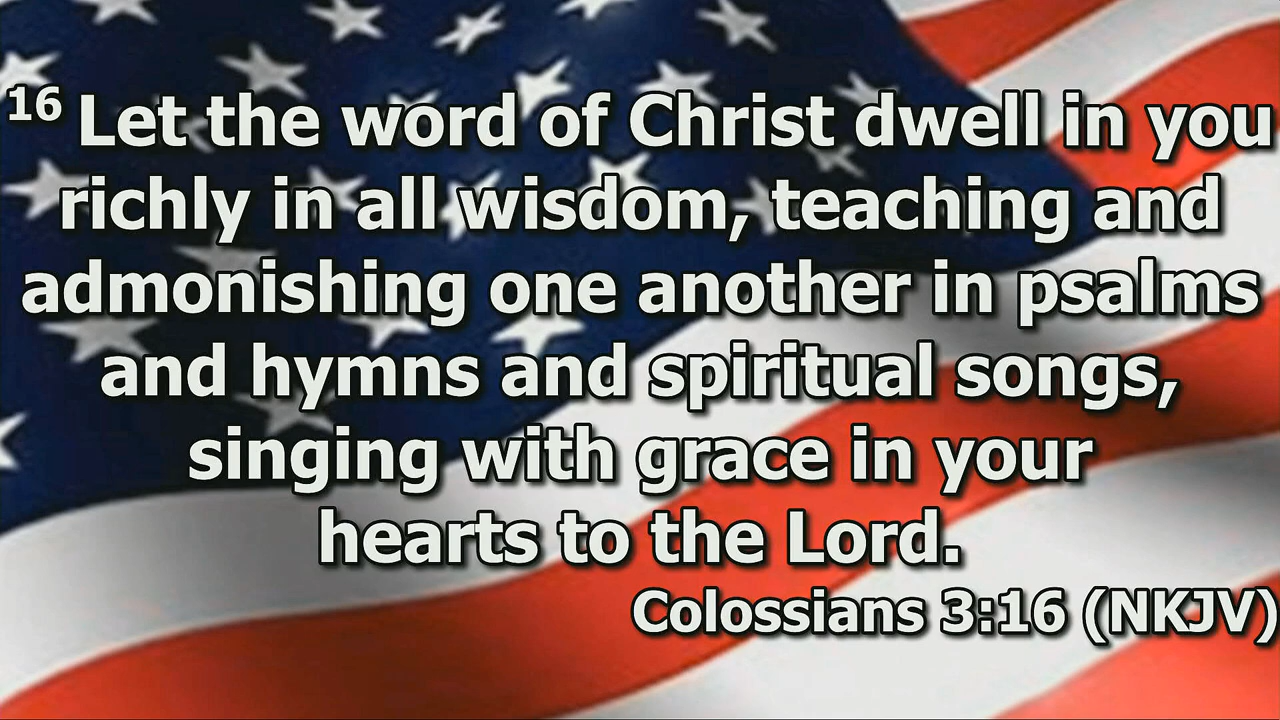 16 Let the word of Christ dwell in you
richly in all wisdom, teaching and
admonishing one another in psalms
and hymns and spiritual songs,
singing with grace in your
hearts to the Lord.
Colossians 3:16 (NKJV)